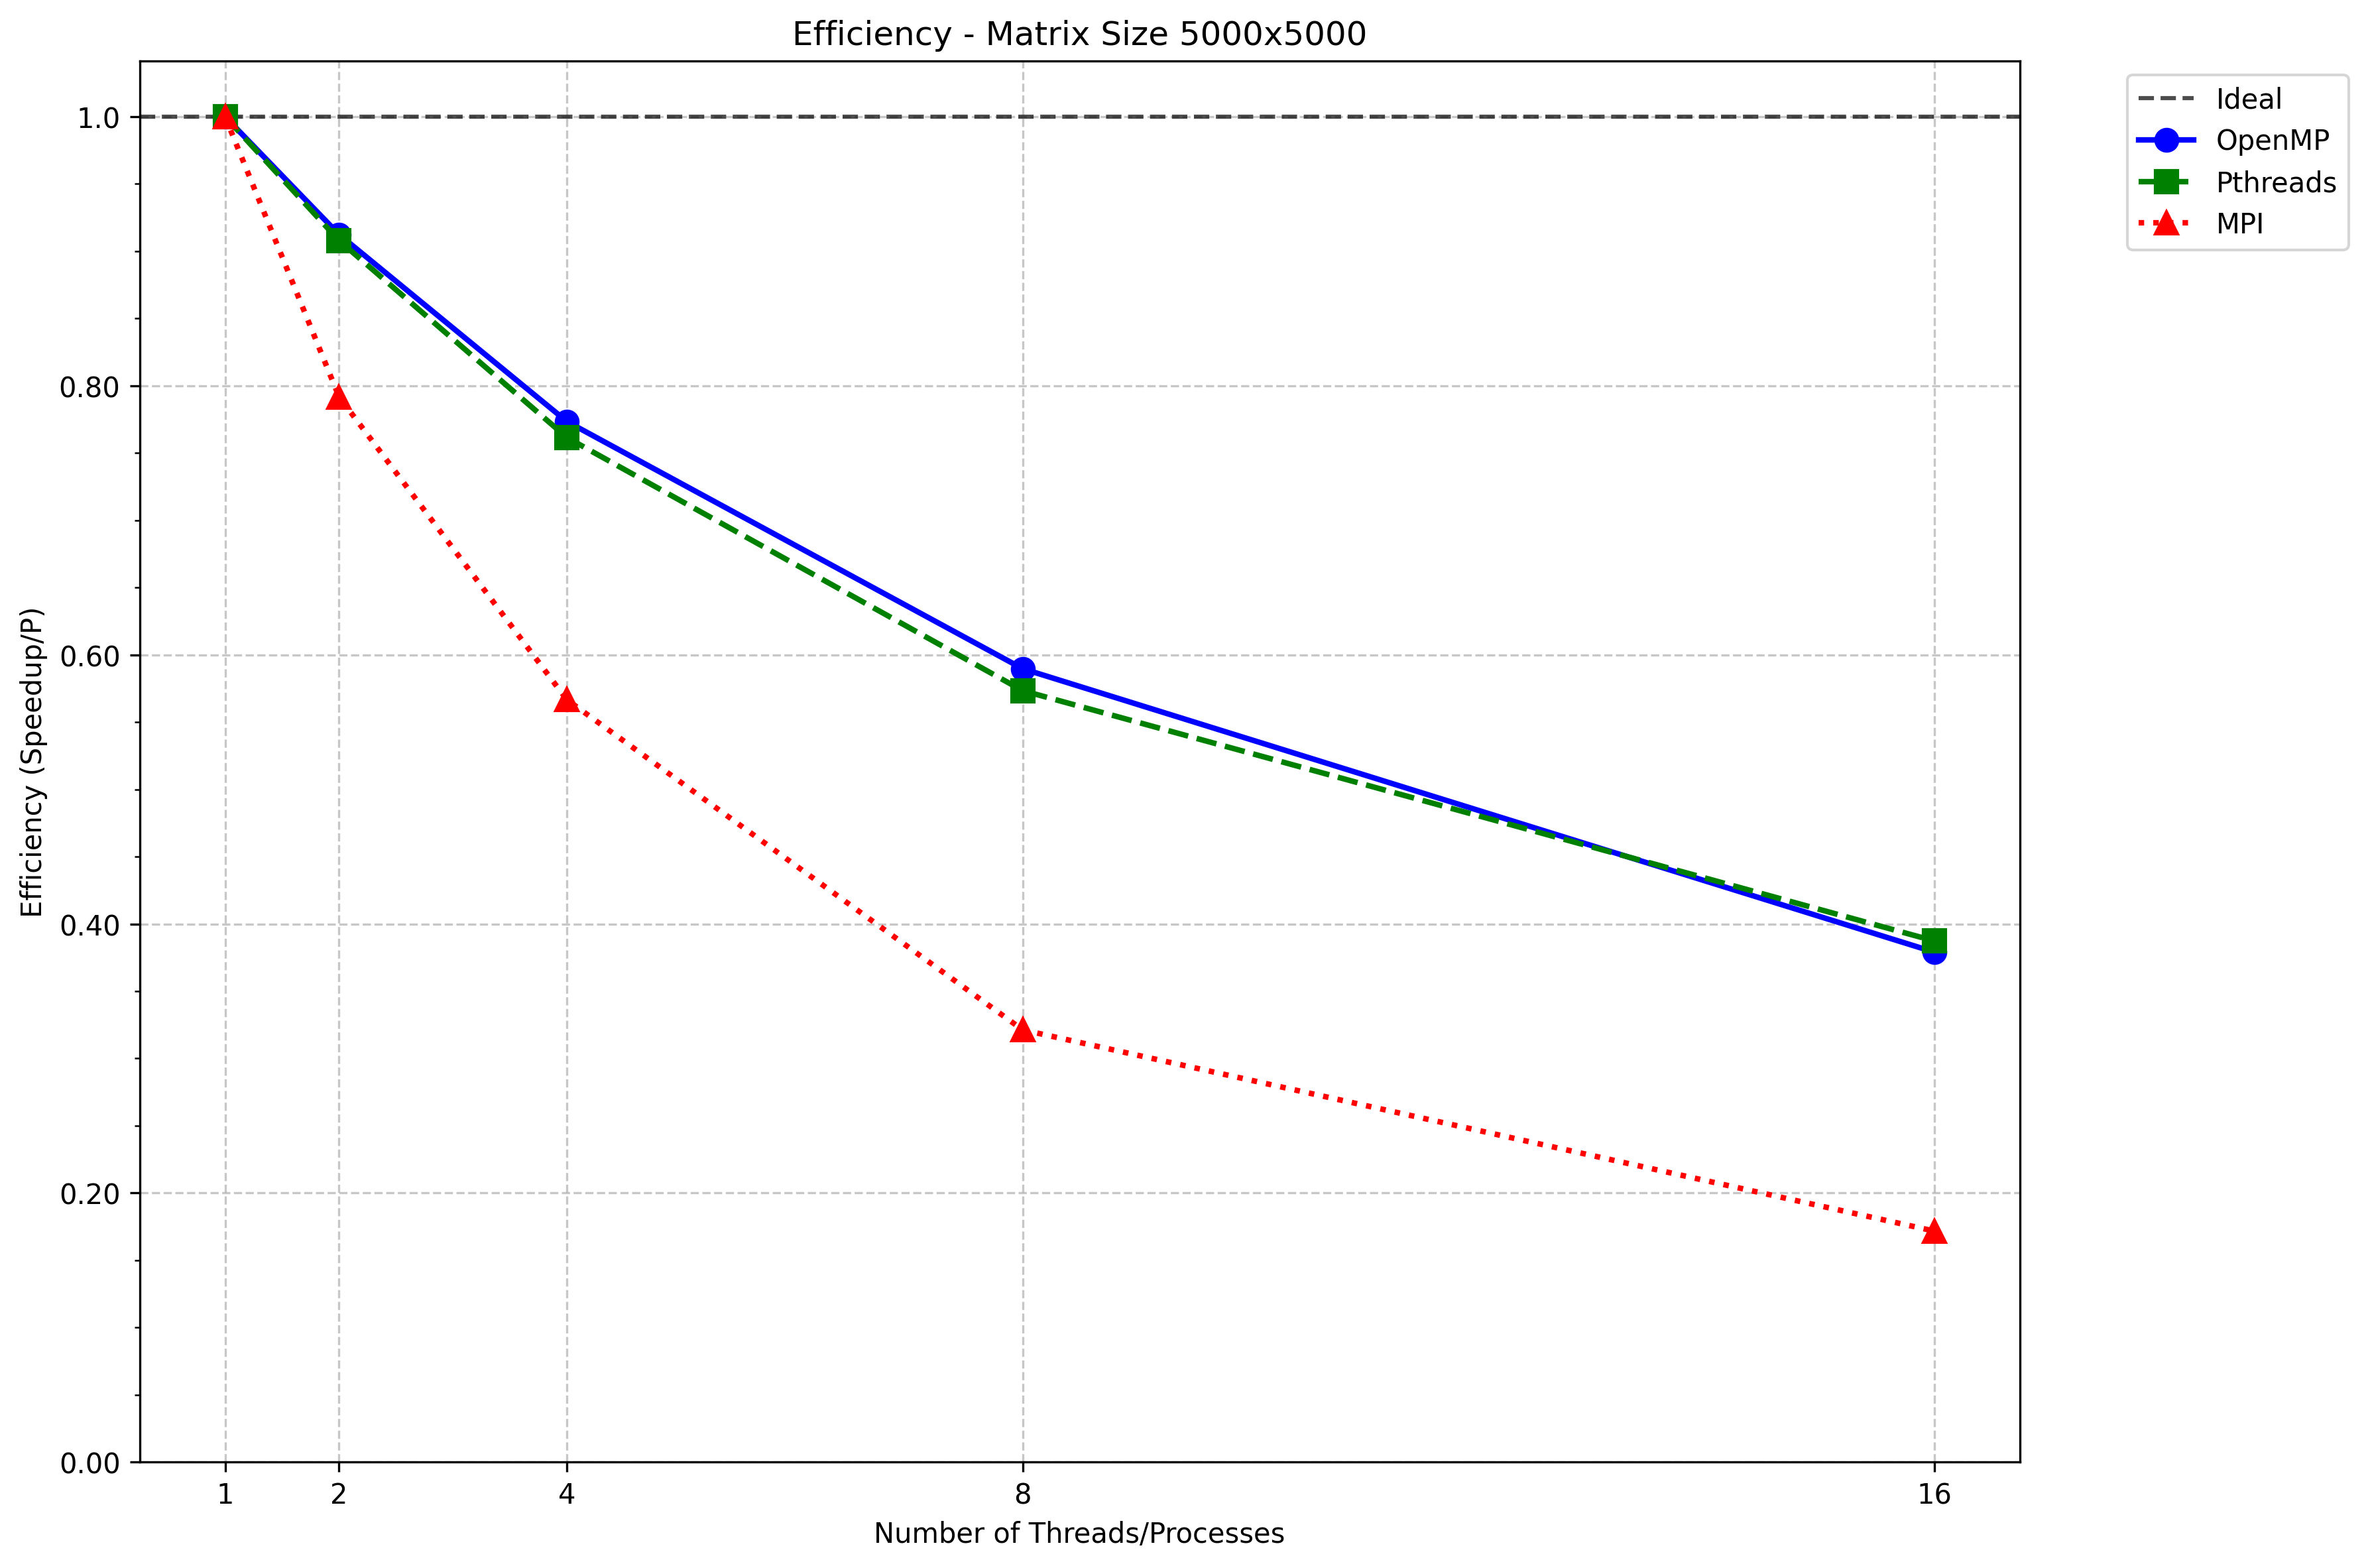 Efficiency - Matrix Size 5000x5000
Ideal
OpenMP
Pthreads
MPI
1.0
0.80
0.60
0.40
0.20
0.00
Efficiency (Speedup/P)
1 2 4 8 16
Number of Threads/Processes